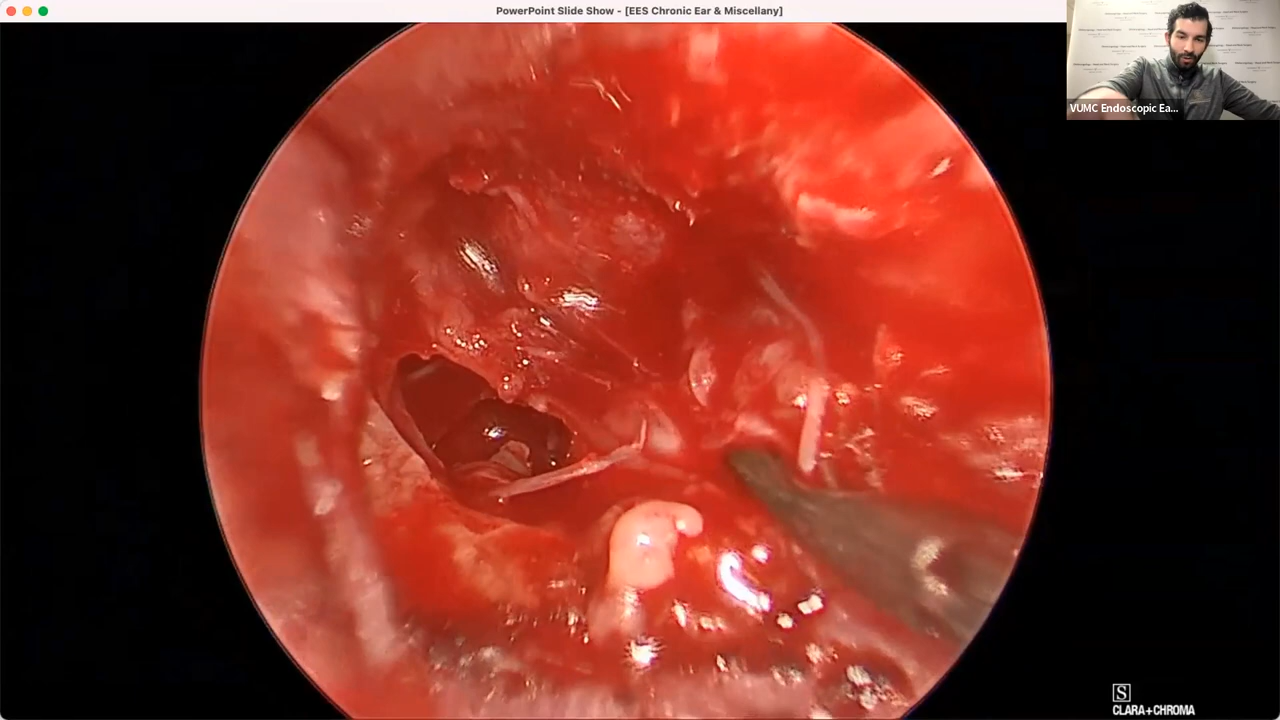 PowerPoint Slide Show - [EES Chronic Ear & Miscellany]
VUMC Endoscopic Ea...
S
CLARA+CHROMA